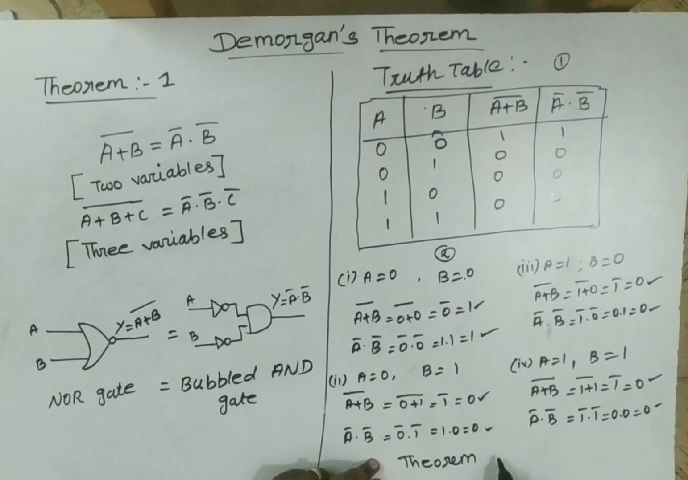 Demorgan's Theorem
Theorem :- 1
A̅+̅B̅ = A̅ . B̅
[ Two variables ]
A̅+̅B̅+̅C̅ = A̅. B̅. C̅
[ Three variables ]
A
B
Y=A̅+̅B̅
=
A
B
Y=A̅.B̅
NOR gate = Bubbled AND
gate
Truth Table :- ①
A B A̅+̅B̅ A̅ . B̅
0 0 1 1
0 1 0 0
1 0 0 0
1 1 0 0
②
(i) A=0 , B=0
A̅+̅B̅ = 0̅+̅0̅ = 0̅ = 1✓
A̅. B̅ = 0̅. 0̅ = 1.1 = 1 ✓
(ii) A=0, B=1
A̅+̅B̅ = 0̅+̅1̅ = 1̅ = 0✓
A̅. B̅ = 0̅. 1̅ = 1.0 = 0 ✓
(iii) A=1 ; B=0
A̅+̅B̅ = 1̅+̅0̅ = 1̅ = 0✓
A̅. B̅ = 1̅. 0̅ = 0.1 = 0✓
(iv) A=1, B=1
A̅+̅B̅ = 1̅+̅1̅ = 1̅ = 0✓
A̅. B̅ = 1̅. 1̅ = 0.0 = 0✓
Theorem